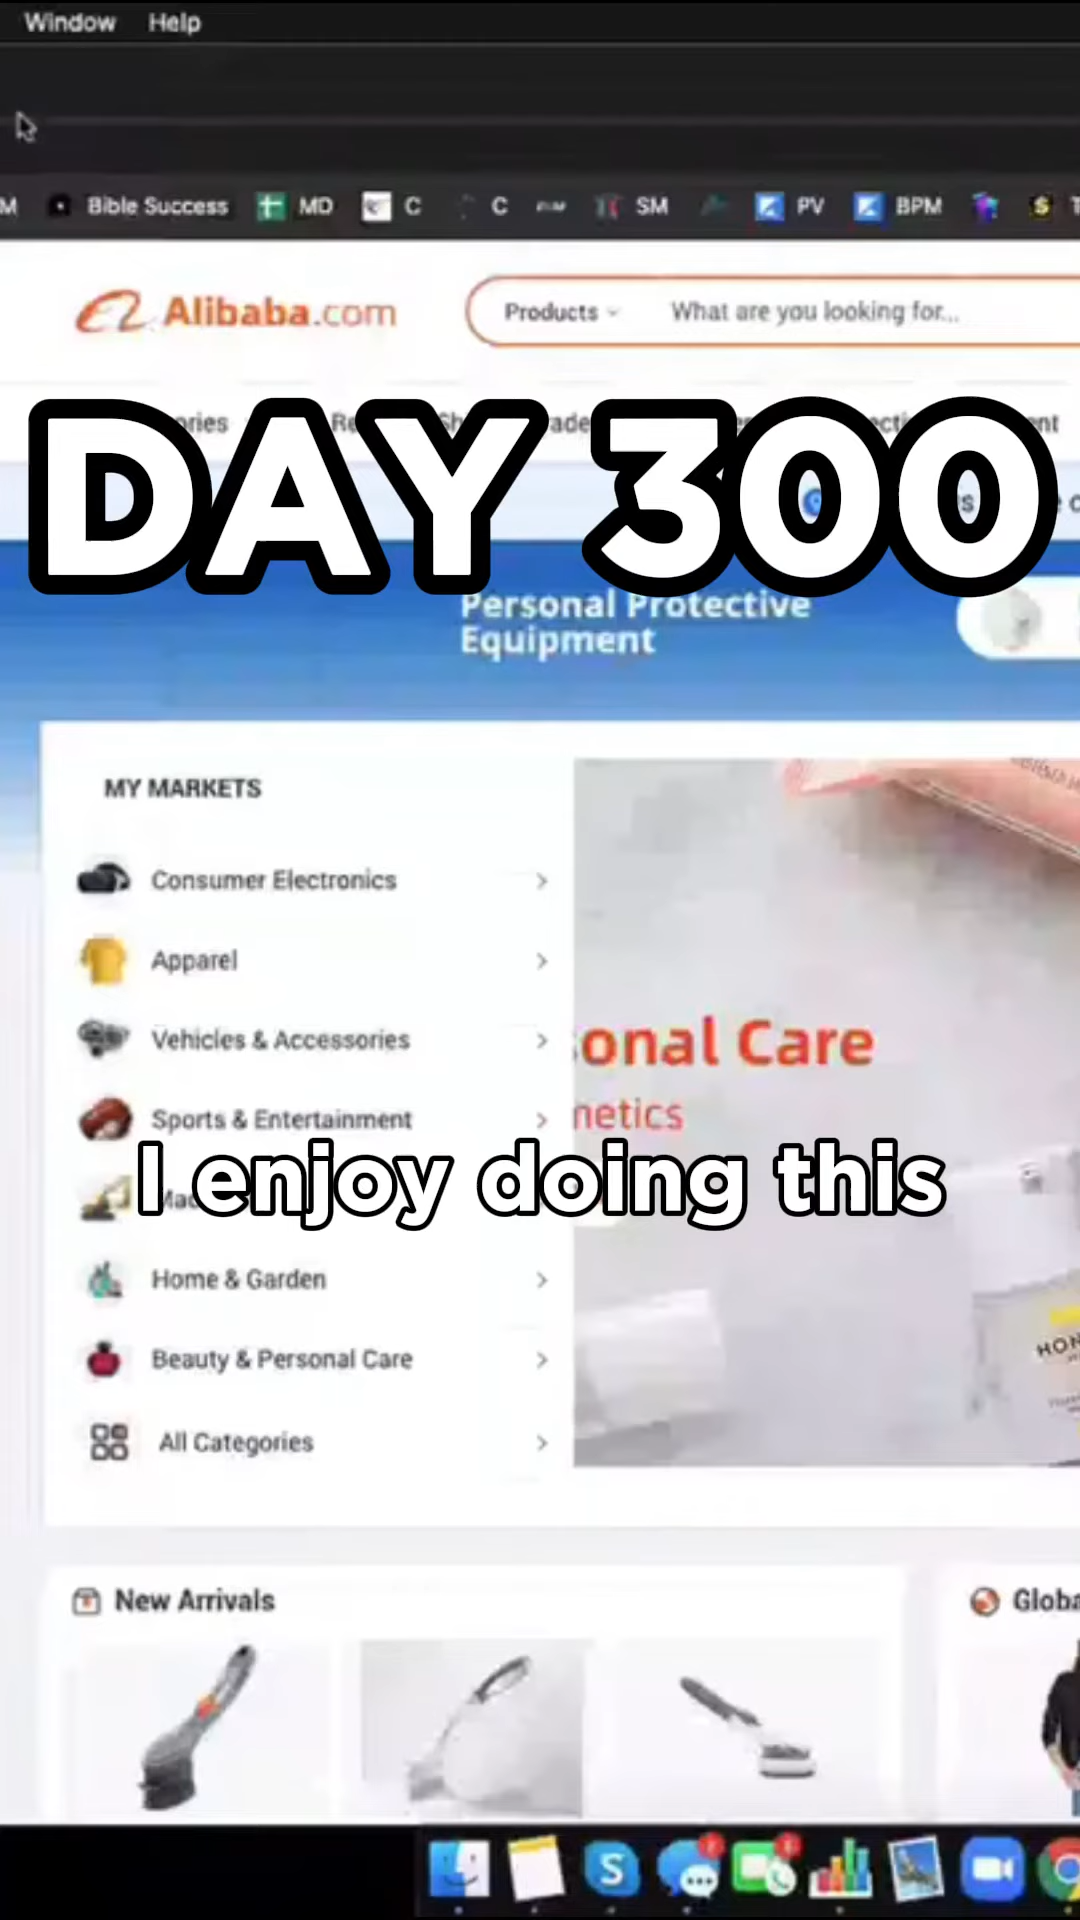 Window Help
M Bible Success MD C C SM PV BPM
Alibaba.com Products What are you looking for...
DAY 300
Personal Protective
Equipment
MY MARKETS
Consumer Electronics
Apparel
Vehicles & Accessories
onal Care
Sports & Entertainment
netics
I enjoy doing this
Home & Garden
Beauty & Personal Care
All Categories
New Arrivals